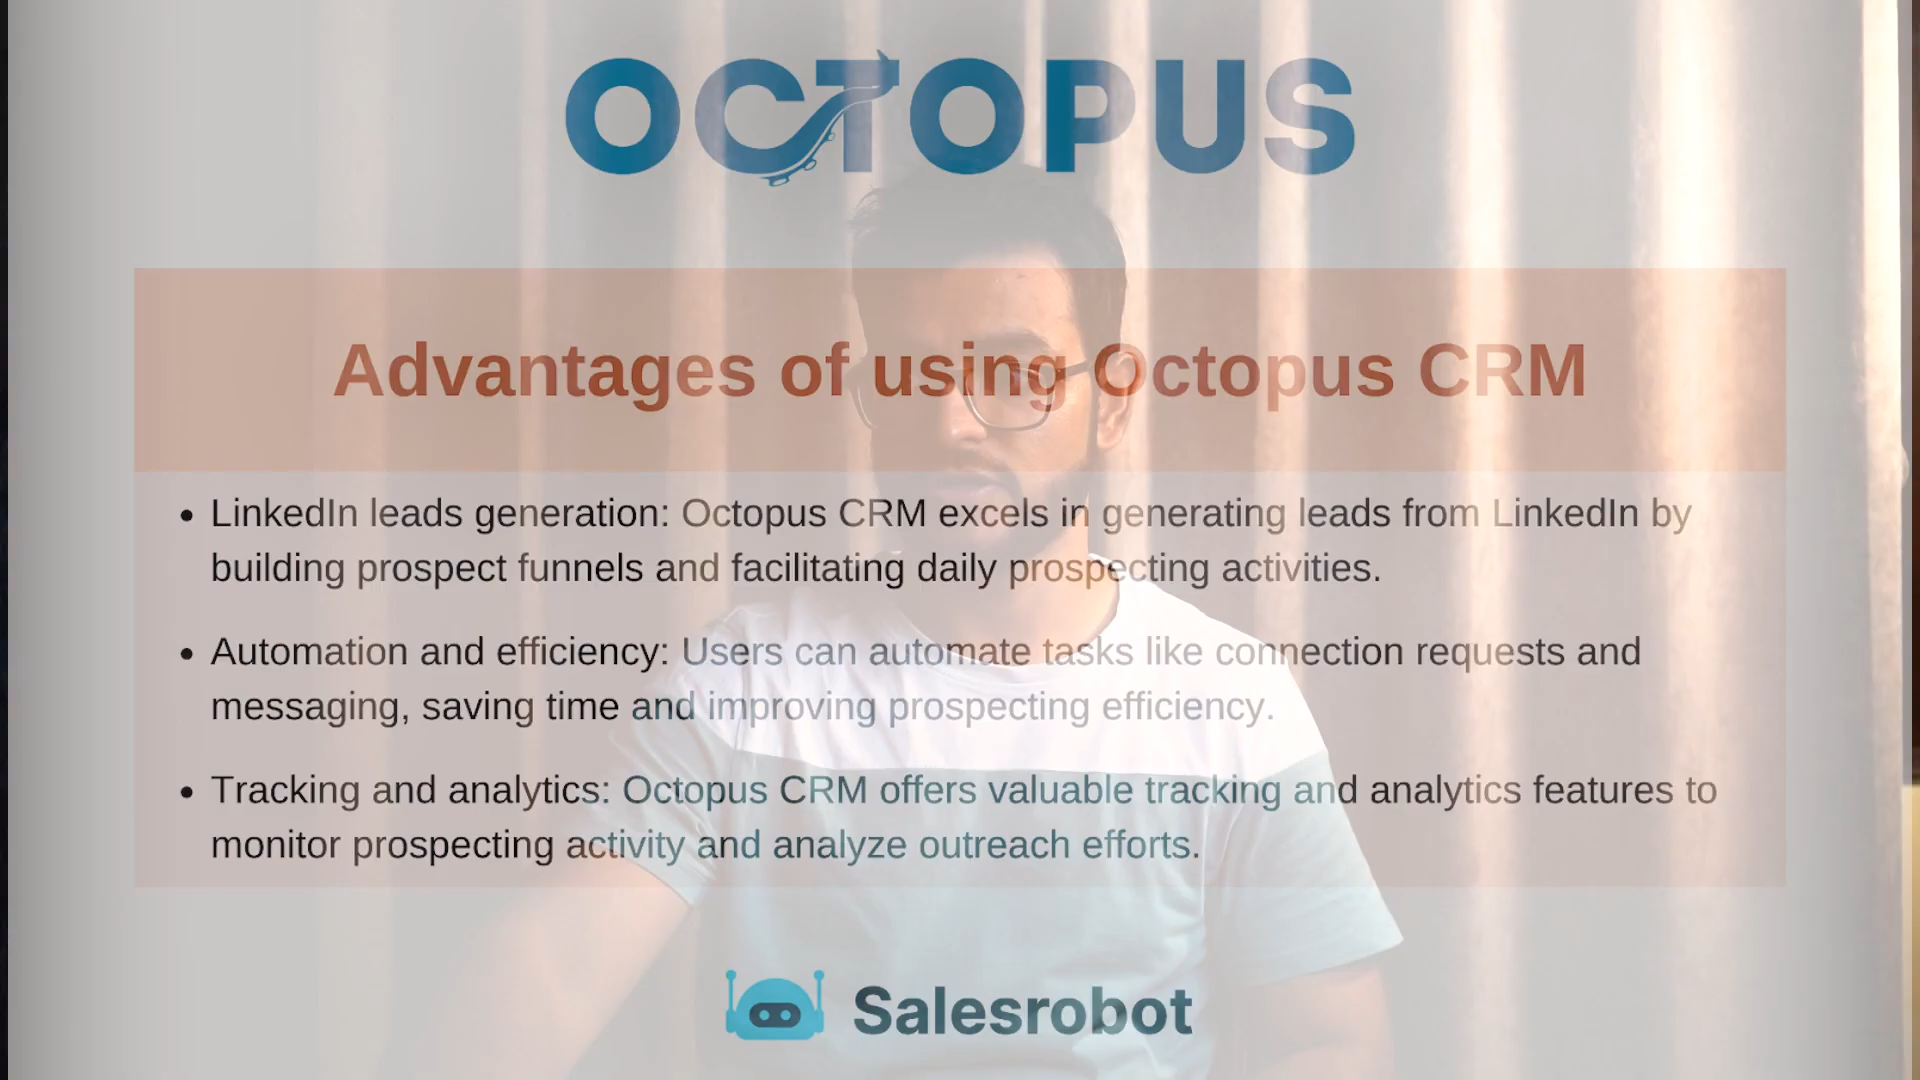 OCTOPUS
Advantages of using Octopus CRM
• LinkedIn leads generation: Octopus CRM excels in generating leads from LinkedIn by
building prospect funnels and facilitating daily prospecting activities.
• Automation and efficiency: Users can automate tasks like connection requests and
messaging, saving time and improving prospecting efficiency.
• Tracking and analytics: Octopus CRM offers valuable tracking and analytics features to
monitor prospecting activity and analyze outreach efforts.
Salesrobot